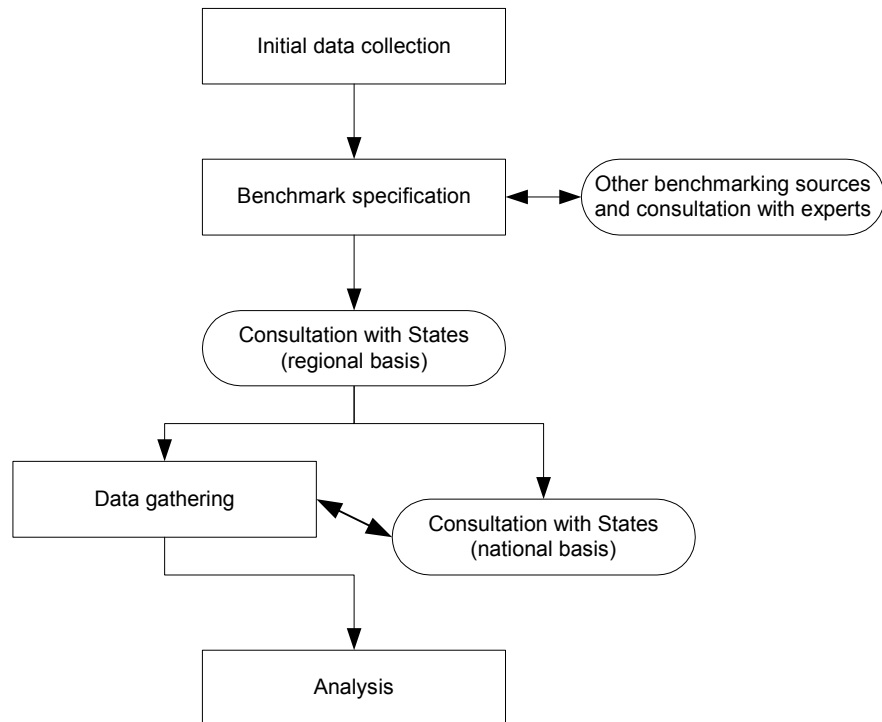 Initial data collection
Benchmark specification
Other benchmarking sources
and consultation with experts
Consultation with States
(regional basis)
Data gathering
Consultation with States
(national basis)
Analysis